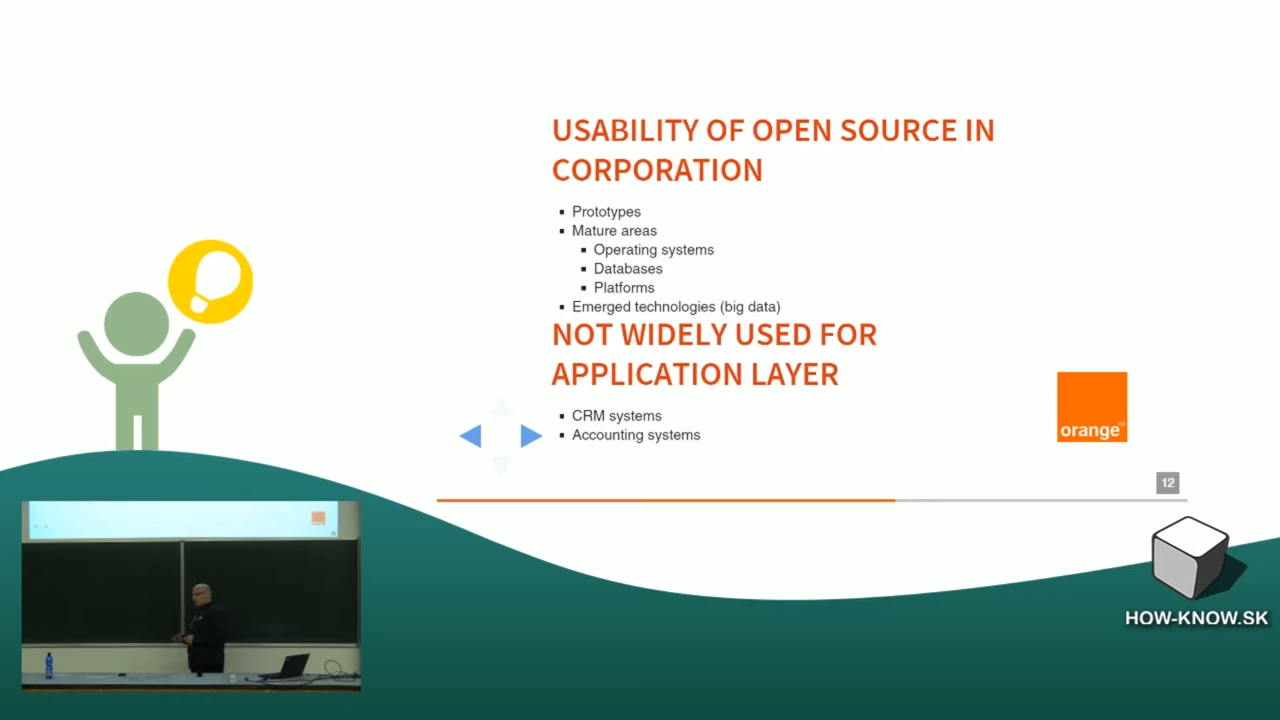 USABILITY OF OPEN SOURCE IN
CORPORATION
Prototypes
Mature areas
Operating systems
Databases
Platforms
Emerged technologies (big data)
NOT WIDELY USED FOR
APPLICATION LAYER
CRM systems
Accounting systems
orange™
12
HOW-KNOW.SK